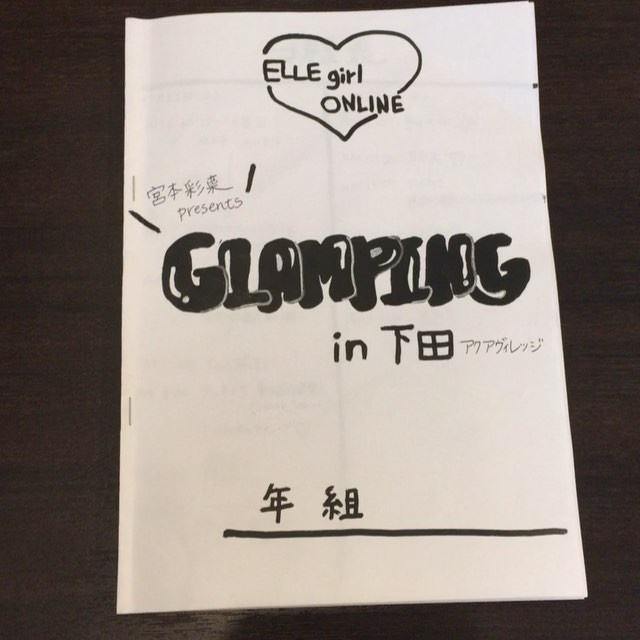 ELLE girl
ONLINE
宮本彩菜
presents
GLAMPING
in 下田 アクアヴィレッジ
年 組